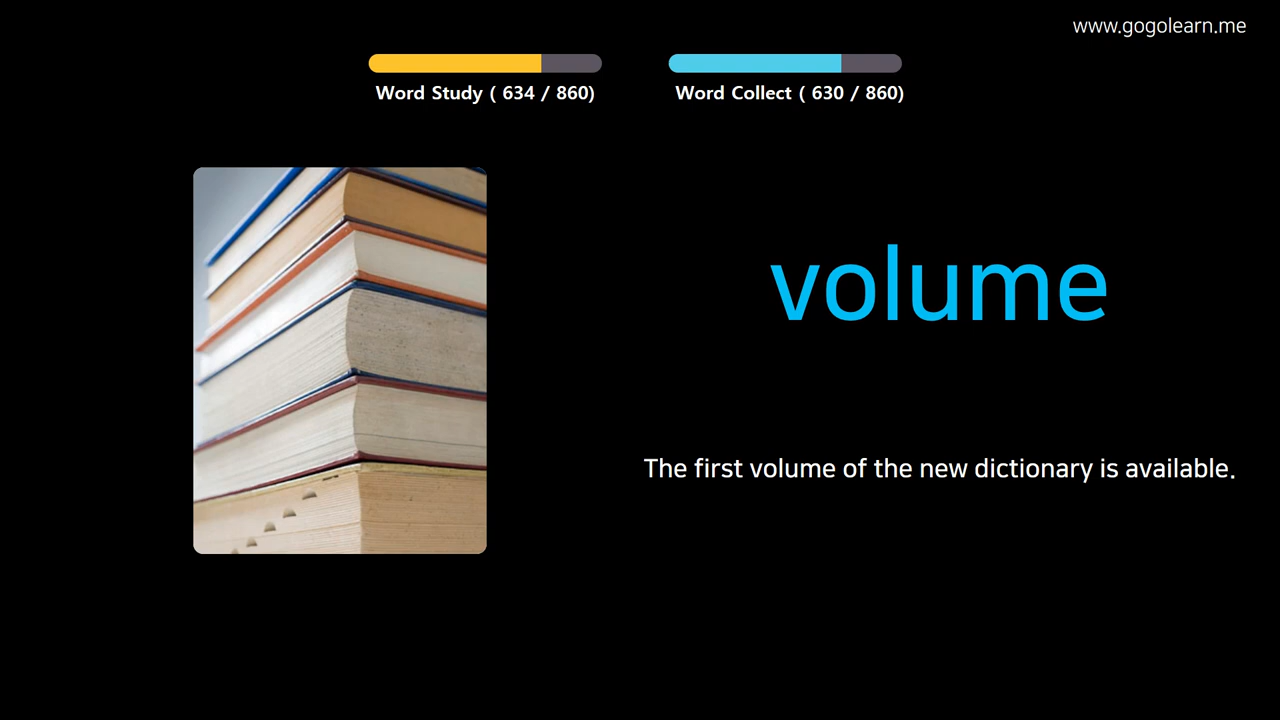 www.gogolearn.me
Word Study ( 634 / 860)
Word Collect ( 630 / 860)
volume
The first volume of the new dictionary is available.